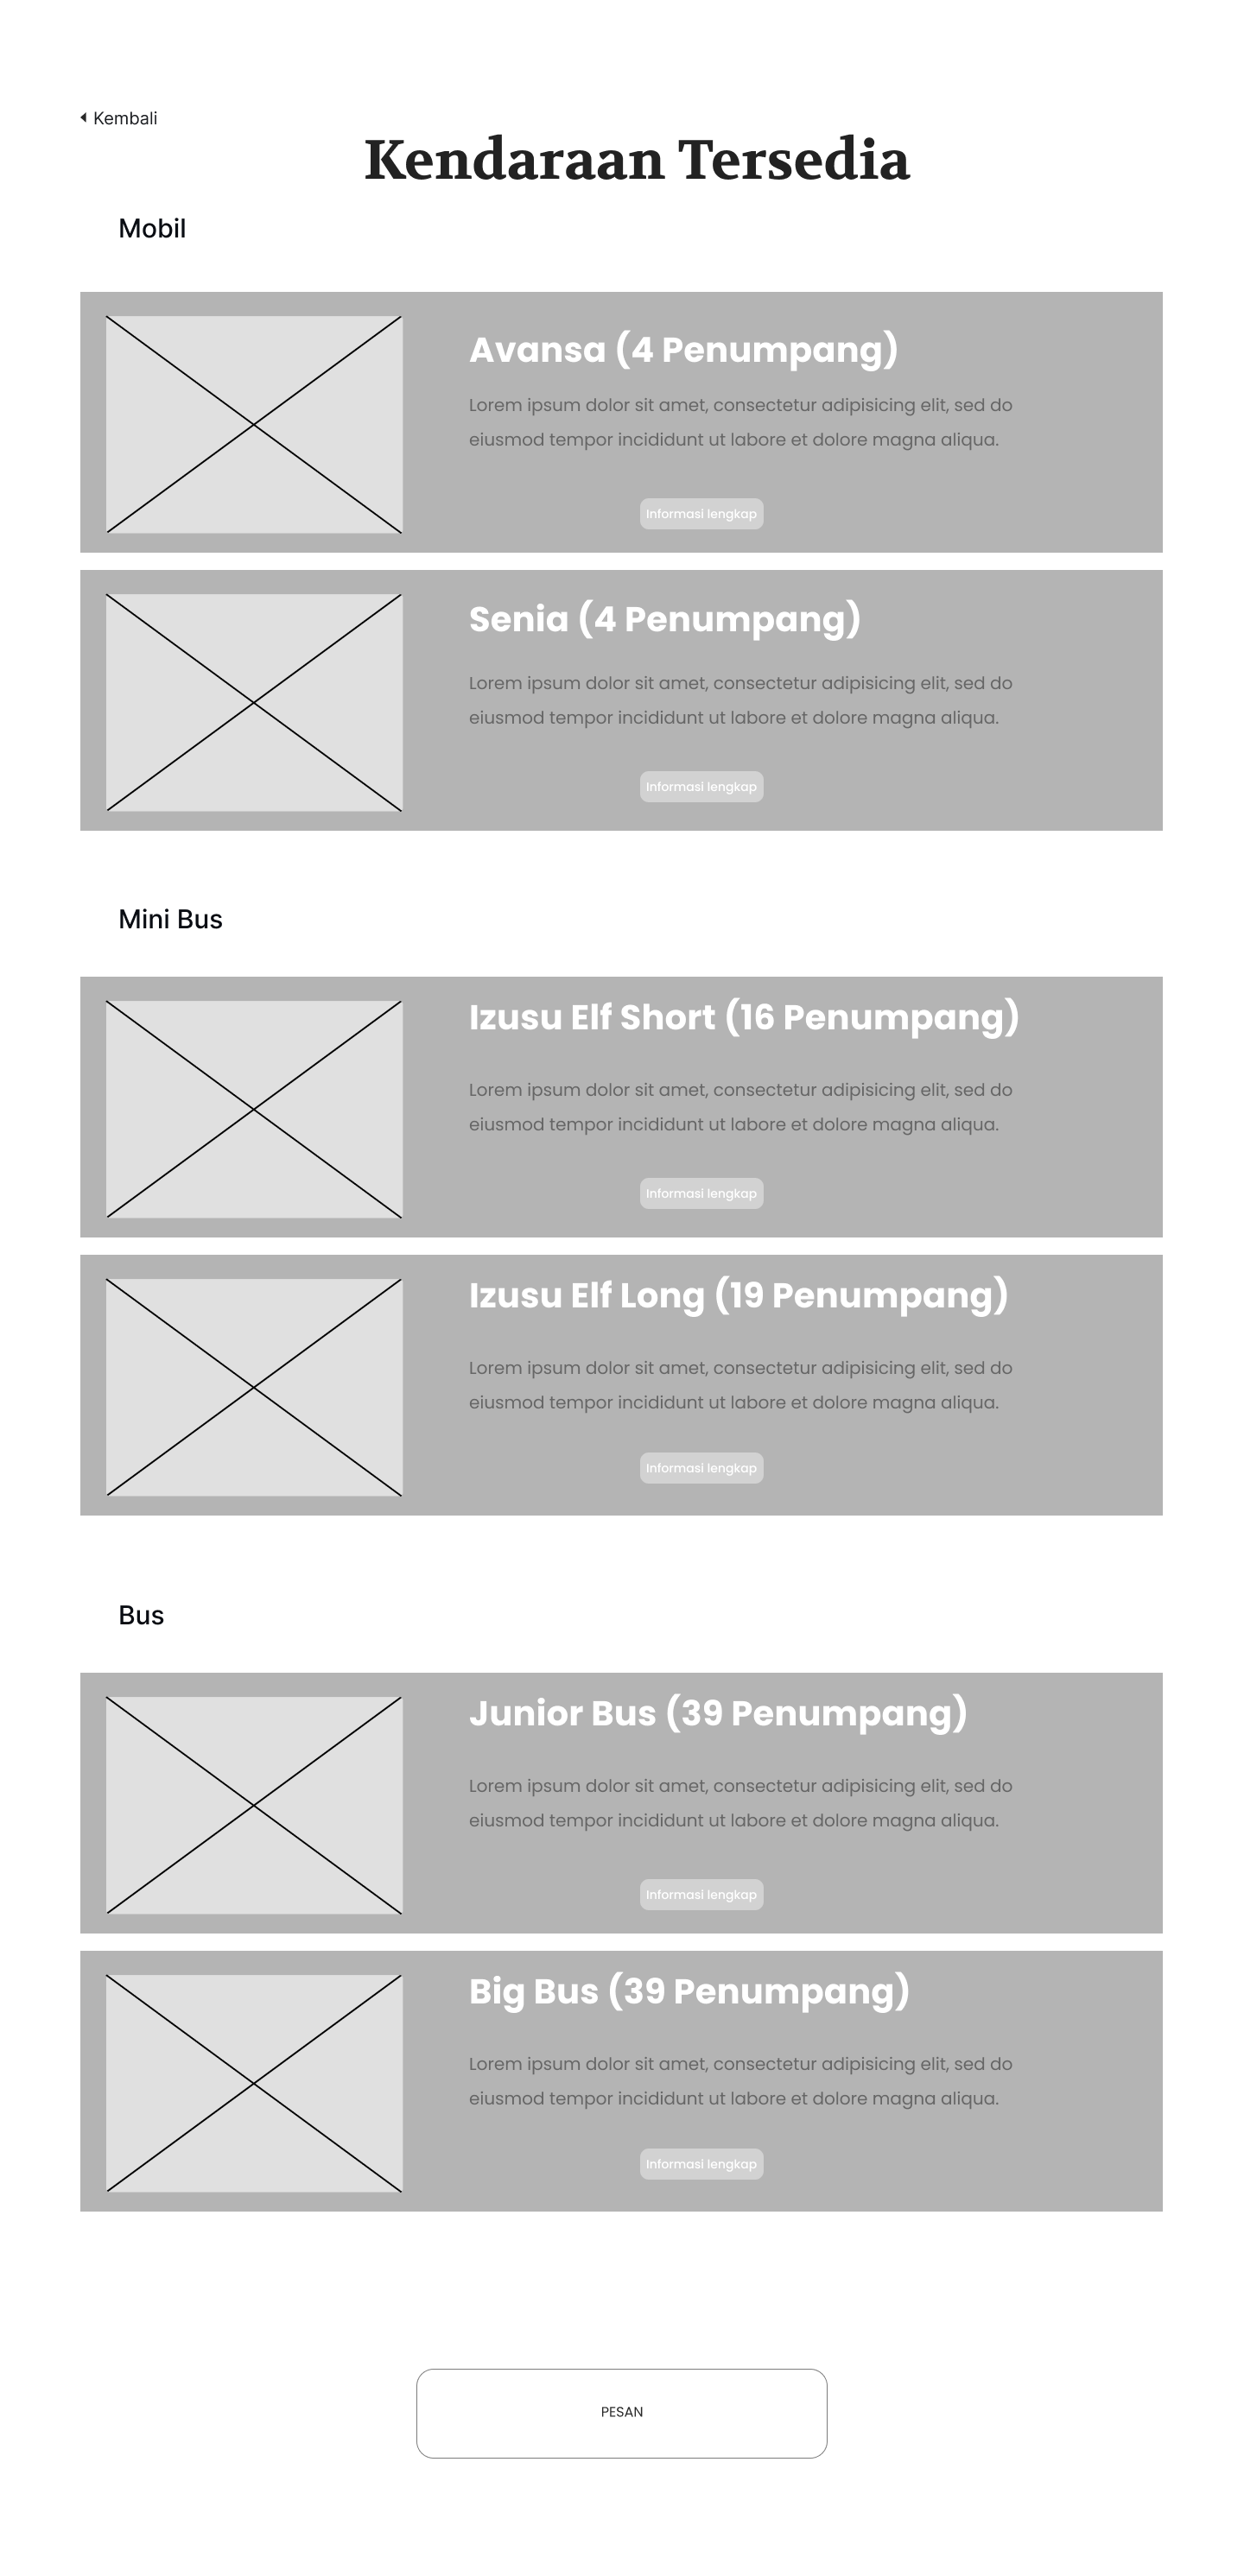 Kembali
Kendaraan Tersedia
Mobil
Avansa (4 Penumpang)
Lorem ipsum dolor sit amet, consectetur adipisicing elit, sed do
eiusmod tempor incididunt ut labore et dolore magna aliqua.
Informasi lengkap
Senia (4 Penumpang)
Lorem ipsum dolor sit amet, consectetur adipisicing elit, sed do
eiusmod tempor incididunt ut labore et dolore magna aliqua.
Informasi lengkap
Mini Bus
Izusu Elf Short (16 Penumpang)
Lorem ipsum dolor sit amet, consectetur adipisicing elit, sed do
eiusmod tempor incididunt ut labore et dolore magna aliqua.
Informasi lengkap
Izusu Elf Long (19 Penumpang)
Lorem ipsum dolor sit amet, consectetur adipisicing elit, sed do
eiusmod tempor incididunt ut labore et dolore magna aliqua.
Informasi lengkap
Bus
Junior Bus (39 Penumpang)
Lorem ipsum dolor sit amet, consectetur adipisicing elit, sed do
eiusmod tempor incididunt ut labore et dolore magna aliqua.
Informasi lengkap
Big Bus (39 Penumpang)
Lorem ipsum dolor sit amet, consectetur adipisicing elit, sed do
eiusmod tempor incididunt ut labore et dolore magna aliqua.
Informasi lengkap
PESAN